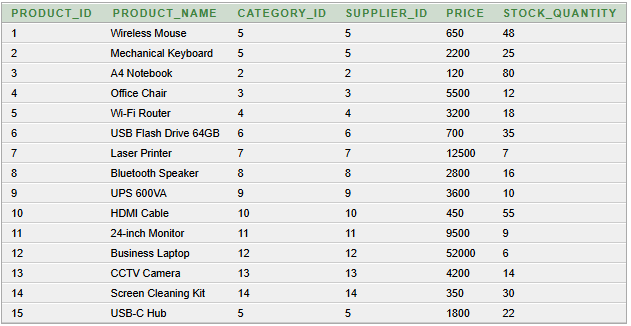 PRODUCT_ID PRODUCT_NAME CATEGORY_ID SUPPLIER_ID PRICE STOCK_QUANTITY
1 Wireless Mouse 5 5 650 48
2 Mechanical Keyboard 5 5 2200 25
3 A4 Notebook 2 2 120 80
4 Office Chair 3 3 5500 12
5 Wi-Fi Router 4 4 3200 18
6 USB Flash Drive 64GB 6 6 700 35
7 Laser Printer 7 7 12500 7
8 Bluetooth Speaker 8 8 2800 16
9 UPS 600VA 9 9 3600 10
10 HDMI Cable 10 10 450 55
11 24-inch Monitor 11 11 9500 9
12 Business Laptop 12 12 52000 6
13 CCTV Camera 13 13 4200 14
14 Screen Cleaning Kit 14 14 350 30
15 USB-C Hub 5 5 1800 22